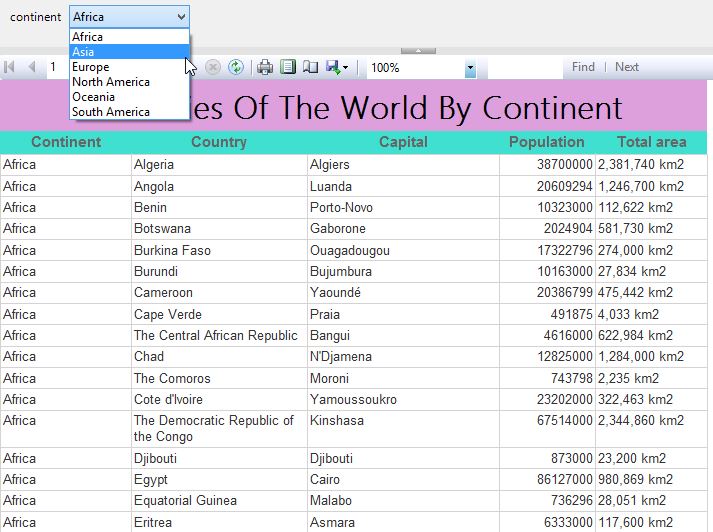 continent Africa
Africa
Asia
Europe
North America
Oceania
South America
1 100% Find | Next
ies Of The World By Continent
Continent Country Capital Population Total area
Africa Algeria Algiers 38700000 2,381,740 km2
Africa Angola Luanda 20609294 1,246,700 km2
Africa Benin Porto-Novo 10323000 112,622 km2
Africa Botswana Gaborone 2024904 581,730 km2
Africa Burkina Faso Ouagadougou 17322796 274,000 km2
Africa Burundi Bujumbura 10163000 27,834 km2
Africa Cameroon Yaoundé 20386799 475,442 km2
Africa Cape Verde Praia 491875 4,033 km2
Africa The Central African Republic Bangui 4616000 622,984 km2
Africa Chad N'Djamena 12825000 1,284,000 km2
Africa The Comoros Moroni 743798 2,235 km2
Africa Cote d'Ivoire Yamoussoukro 23202000 322,463 km2
Africa The Democratic Republic of Kinshasa 67514000 2,344,860 km2
the Congo
Africa Djibouti Djibouti 873000 23,200 km2
Africa Egypt Cairo 86127000 980,869 km2
Africa Equatorial Guinea Malabo 736296 28,051 km2
Africa Eritrea Asmara 6333000 117,600 km2